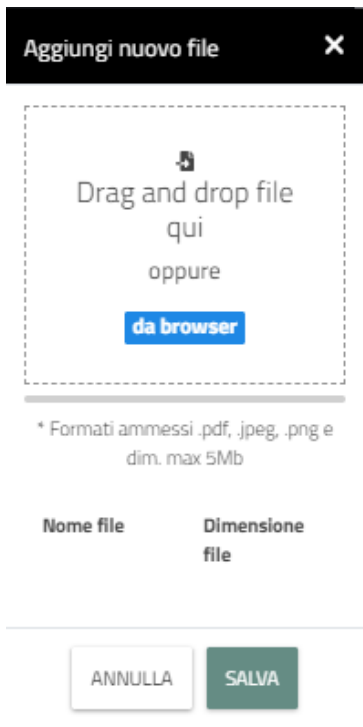 Aggiungi nuovo file ×
Drag and drop file
qui
oppure
da browser
* Formati ammessi .pdf, .jpeg, .png e
dim. max 5Mb
Nome file Dimensione
file
ANNULLA SALVA